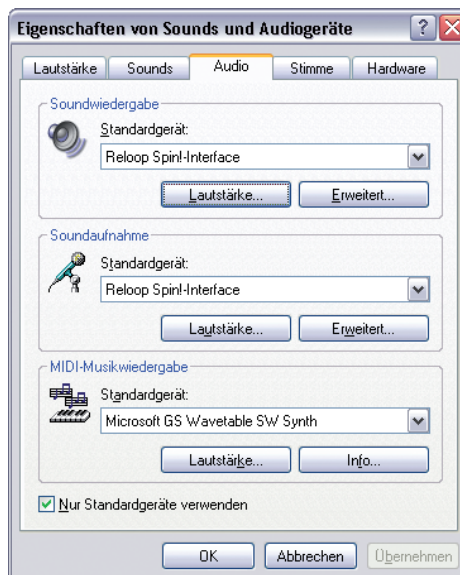 Eigenschaften von Sounds und Audiogeräte
Lautstärke Sounds Audio Stimme Hardware
Soundwiedergabe
Standardgerät:
Reloop Spin!-Interface
Lautstärke... Erweitert...
Soundaufnahme
Standardgerät:
Reloop Spin!-Interface
Lautstärke... Erweitert...
MIDI-Musikwiedergabe
Standardgerät:
Microsoft GS Wavetable SW Synth
Lautstärke... Info...
Nur Standardgeräte verwenden
OK Abbrechen Übernehmen